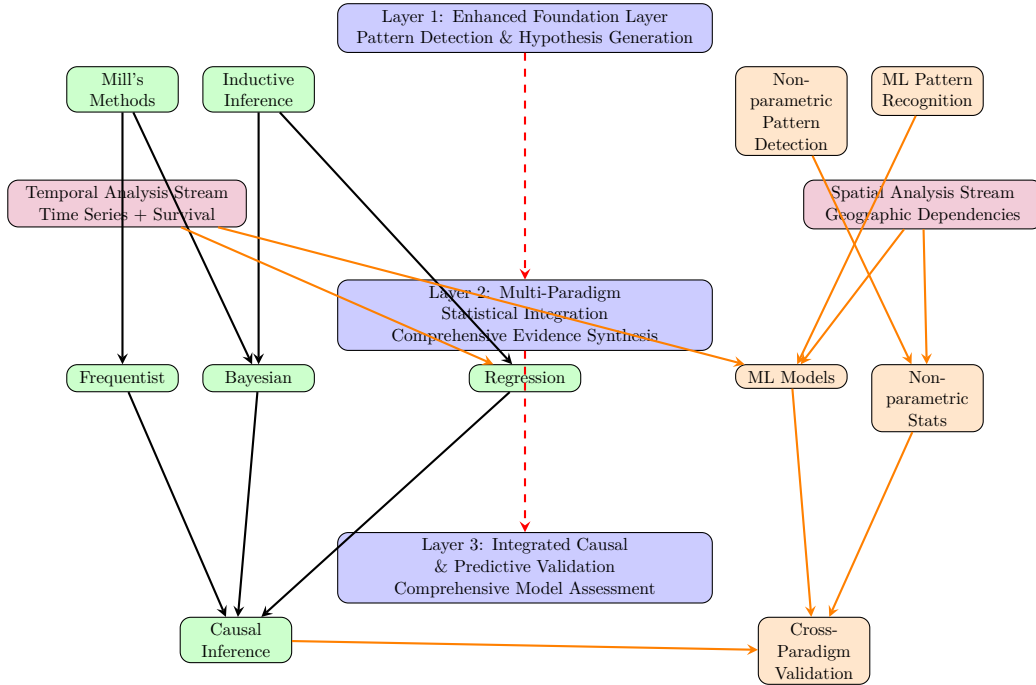 Layer 1: Enhanced Foundation Layer
Pattern Detection & Hypothesis Generation
Mill's
Methods
Inductive
Inference
Non-
parametric
Pattern
Detection
ML Pattern
Recognition
Temporal Analysis Stream
Time Series + Survival
Spatial Analysis Stream
Geographic Dependencies
Layer 2: Multi-Paradigm
Statistical Integration
Comprehensive Evidence Synthesis
Frequentist
Bayesian
Regression
ML Models
Non-
parametric
Stats
Layer 3: Integrated Causal
& Predictive Validation
Comprehensive Model Assessment
Causal
Inference
Cross-
Paradigm
Validation